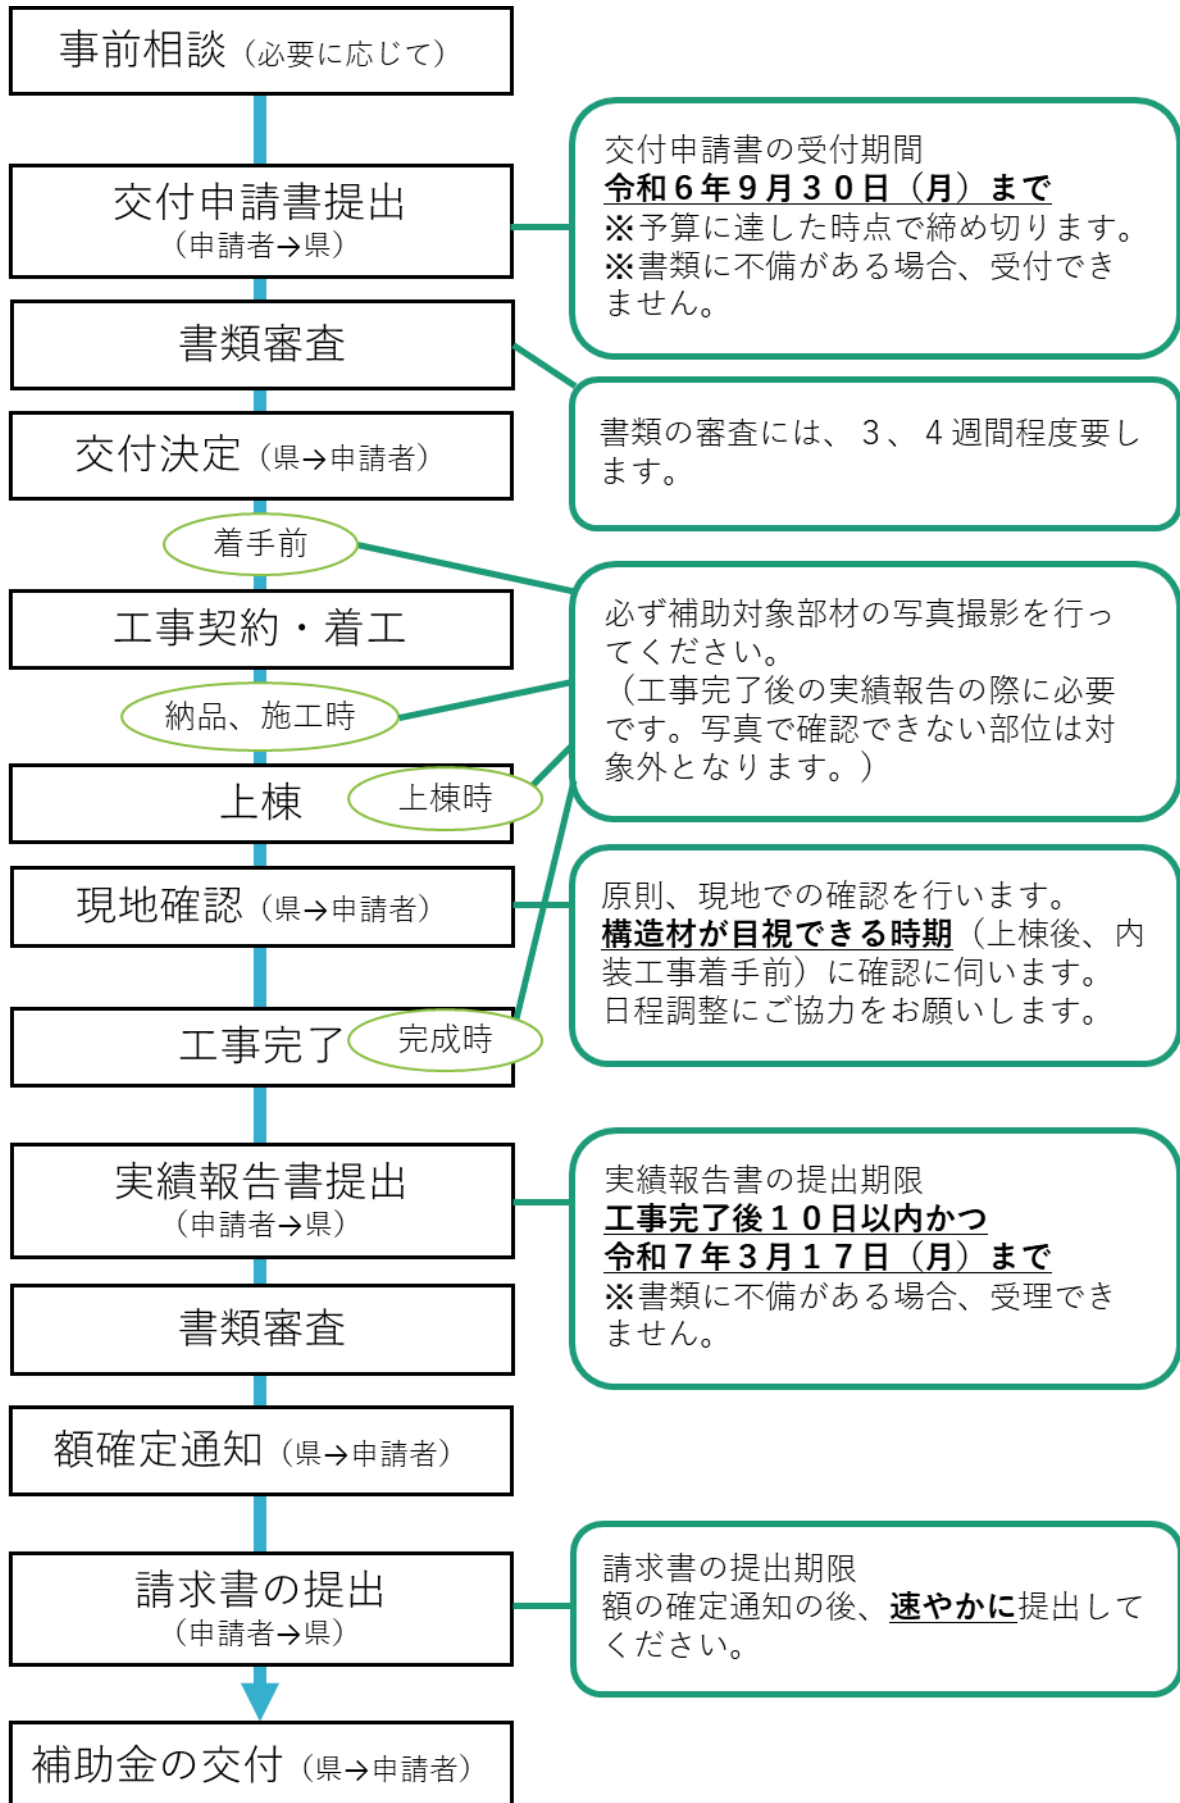 事前相談（必要に応じて）
交付申請書提出
（申請者→県）
交付申請書の受付期間
令和６年９月３０日（月）まで
※予算に達した時点で締め切ります。
※書類に不備がある場合、受付でき
ません。
書類審査
書類の審査には、３、４週間程度要し
ます。
交付決定（県→申請者）
着手前
工事契約・着工
必ず補助対象部材の写真撮影を行っ
てください。
（工事完了後の実績報告の際に必要
です。写真で確認できない部位は対
象外となります。）
納品、施工時
上棟
上棟時
現地確認（県→申請者）
原則、現地での確認を行います。
構造材が目視できる時期（上棟後、内
装工事着手前）に確認に伺います。
日程調整にご協力をお願いします。
工事完了
完成時
実績報告書提出
（申請者→県）
実績報告書の提出期限
工事完了後１０日以内かつ
令和７年３月１７日（月）まで
※書類に不備がある場合、受理でき
ません。
書類審査
額確定通知（県→申請者）
請求書の提出
（申請者→県）
請求書の提出期限
額の確定通知の後、速やかに提出して
ください。
補助金の交付（県→申請者）